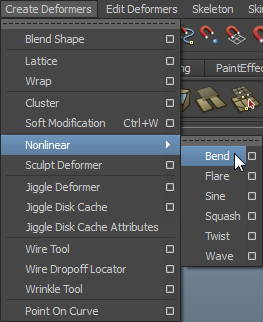 Create Deformers Edit Deformers Skeleton
Blend Shape
Lattice
Wrap
Cluster
Soft Modification Ctrl+W
Nonlinear
Sculpt Deformer
Jiggle Deformer
Jiggle Disk Cache
Jiggle Disk Cache Attributes
Wire Tool
Wire Dropoff Locator
Wrinkle Tool
Point On Curve
PaintEffec
Bend
Flare
Sine
Squash
Twist
Wave